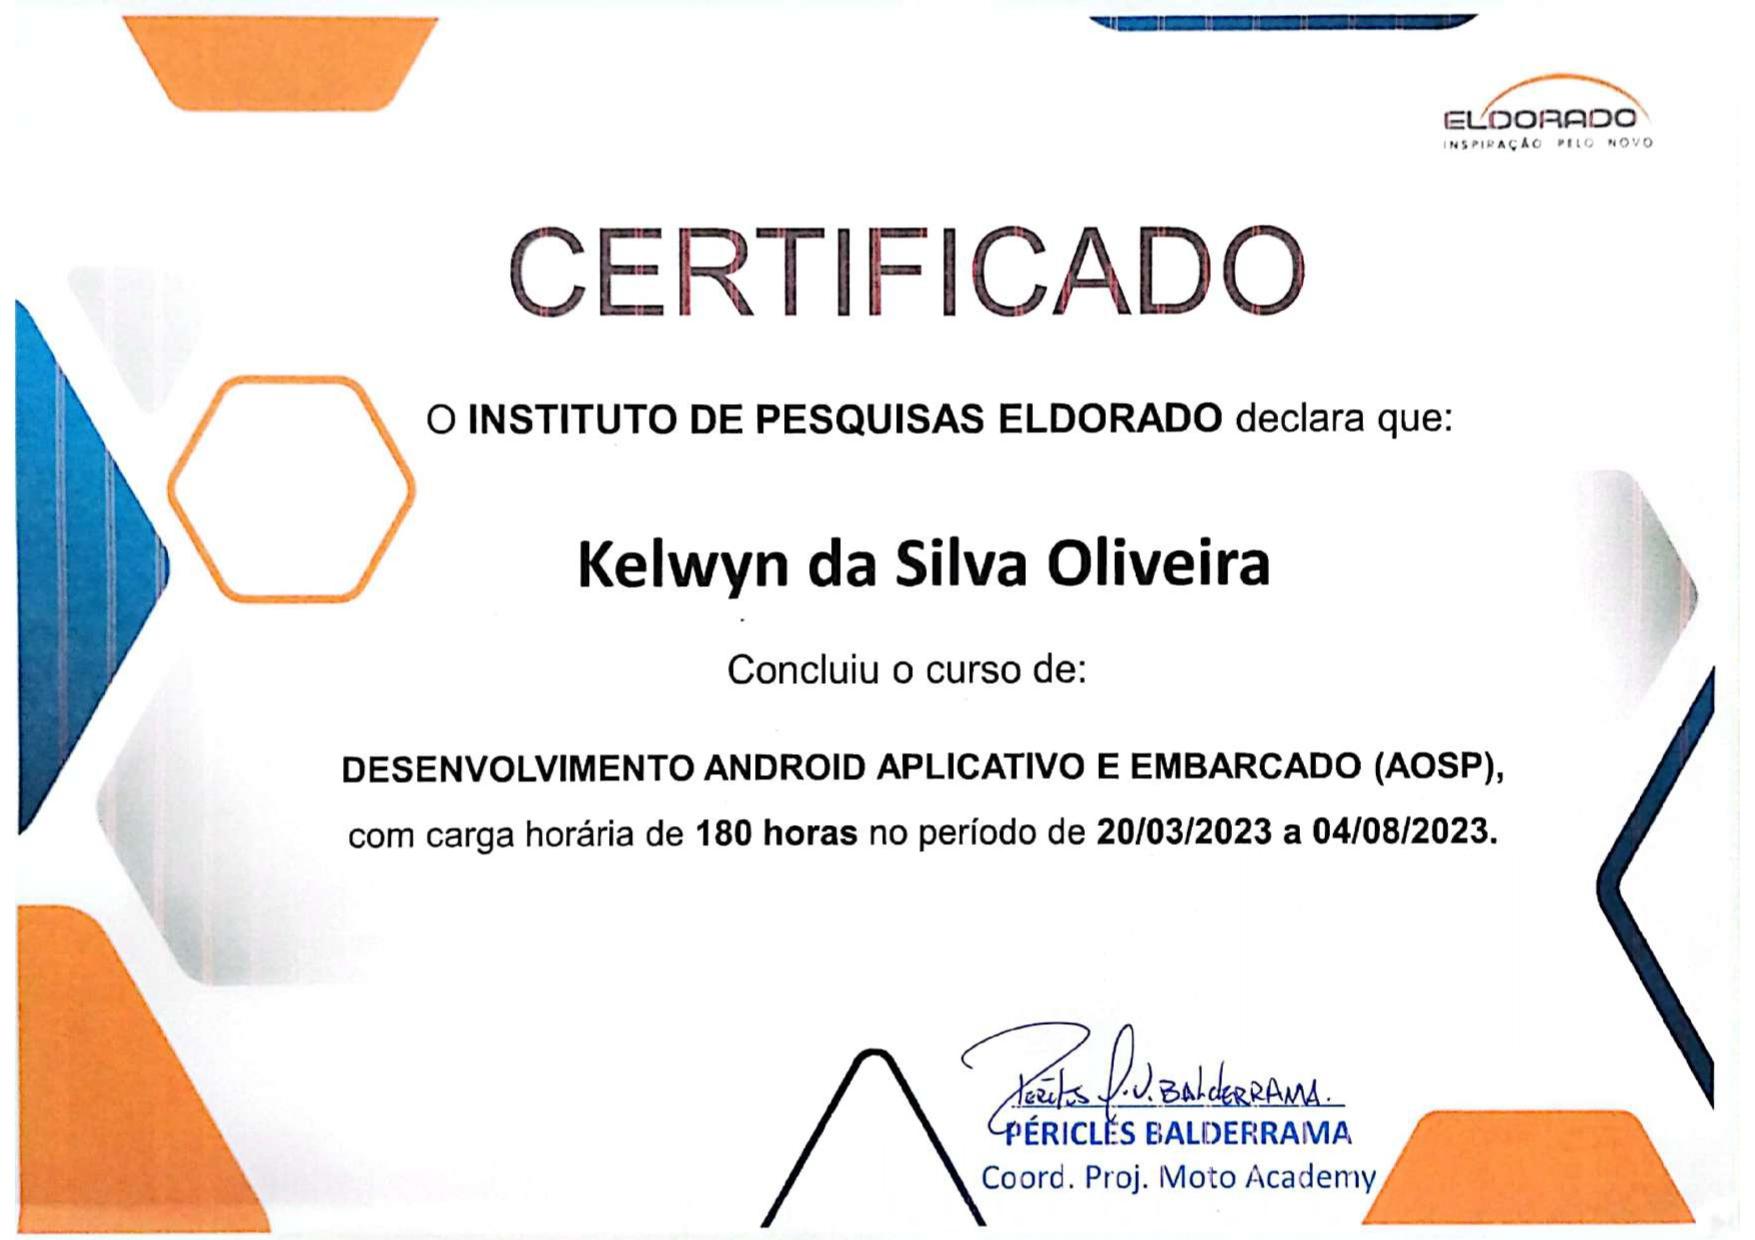 ELDORADO
INSPIRAÇÃO PELO NOVO
CERTIFICADO
O INSTITUTO DE PESQUISAS ELDORADO declara que:
Kelwyn da Silva Oliveira
Concluiu o curso de:
DESENVOLVIMENTO ANDROID APLICATIVO E EMBARCADO (AOSP),
com carga horária de 180 horas no período de 20/03/2023 a 04/08/2023.
BALDERRAMA.
PÉRICLES BALDERRAMA
Coord. Proj. Moto Academy